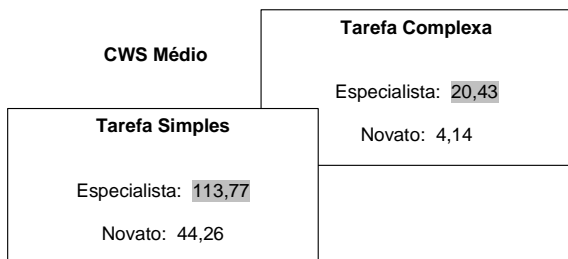 Tarefa Complexa
CWS Médio
Especialista: 20,43
Novato: 4,14
Tarefa Simples
Especialista: 113,77
Novato: 44,26